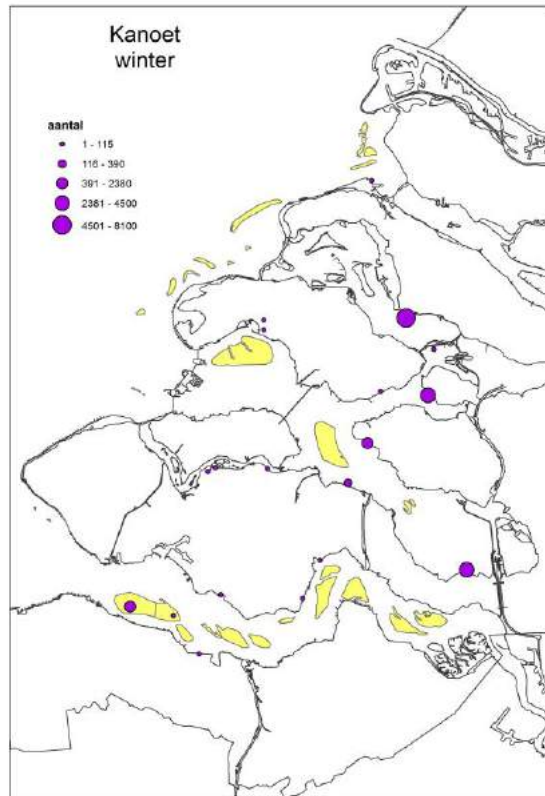 Kanoet
winter
aantal
1 - 115
116 - 390
391 - 2380
2381 - 4500
4501 - 8100